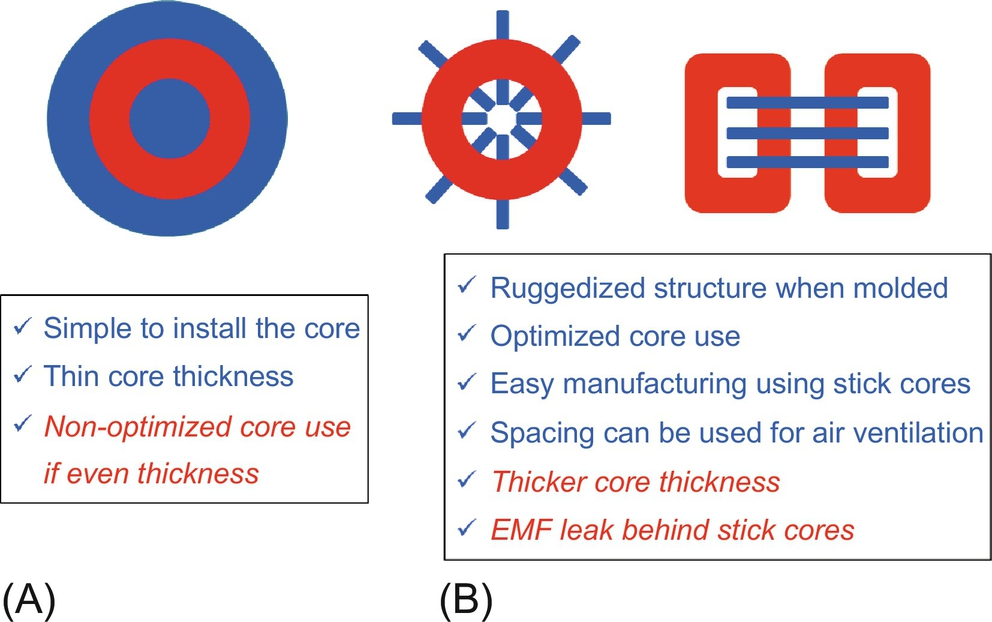 ✓ Simple to install the core
✓ Thin core thickness
✓ Non-optimized core use
if even thickness
✓ Ruggedized structure when molded
✓ Optimized core use
✓ Easy manufacturing using stick cores
✓ Spacing can be used for air ventilation
✓ Thicker core thickness
✓ EMF leak behind stick cores
(A)
(B)